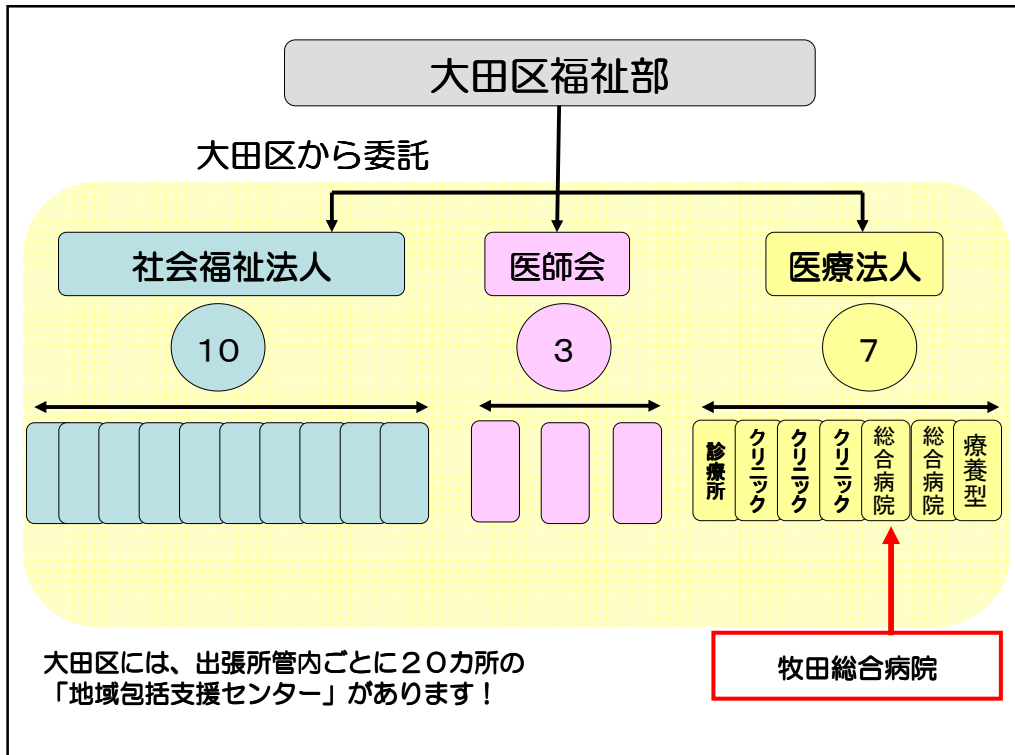 大田区福祉部
大田区から委託
社会福祉法人
医師会
医療法人
10
3
7
診療所
クリニック
クリニック
クリニック
総合病院
総合病院
療養型
大田区には、出張所管内ごとに20カ所の
「地域包括支援センター」があります!
牧田総合病院